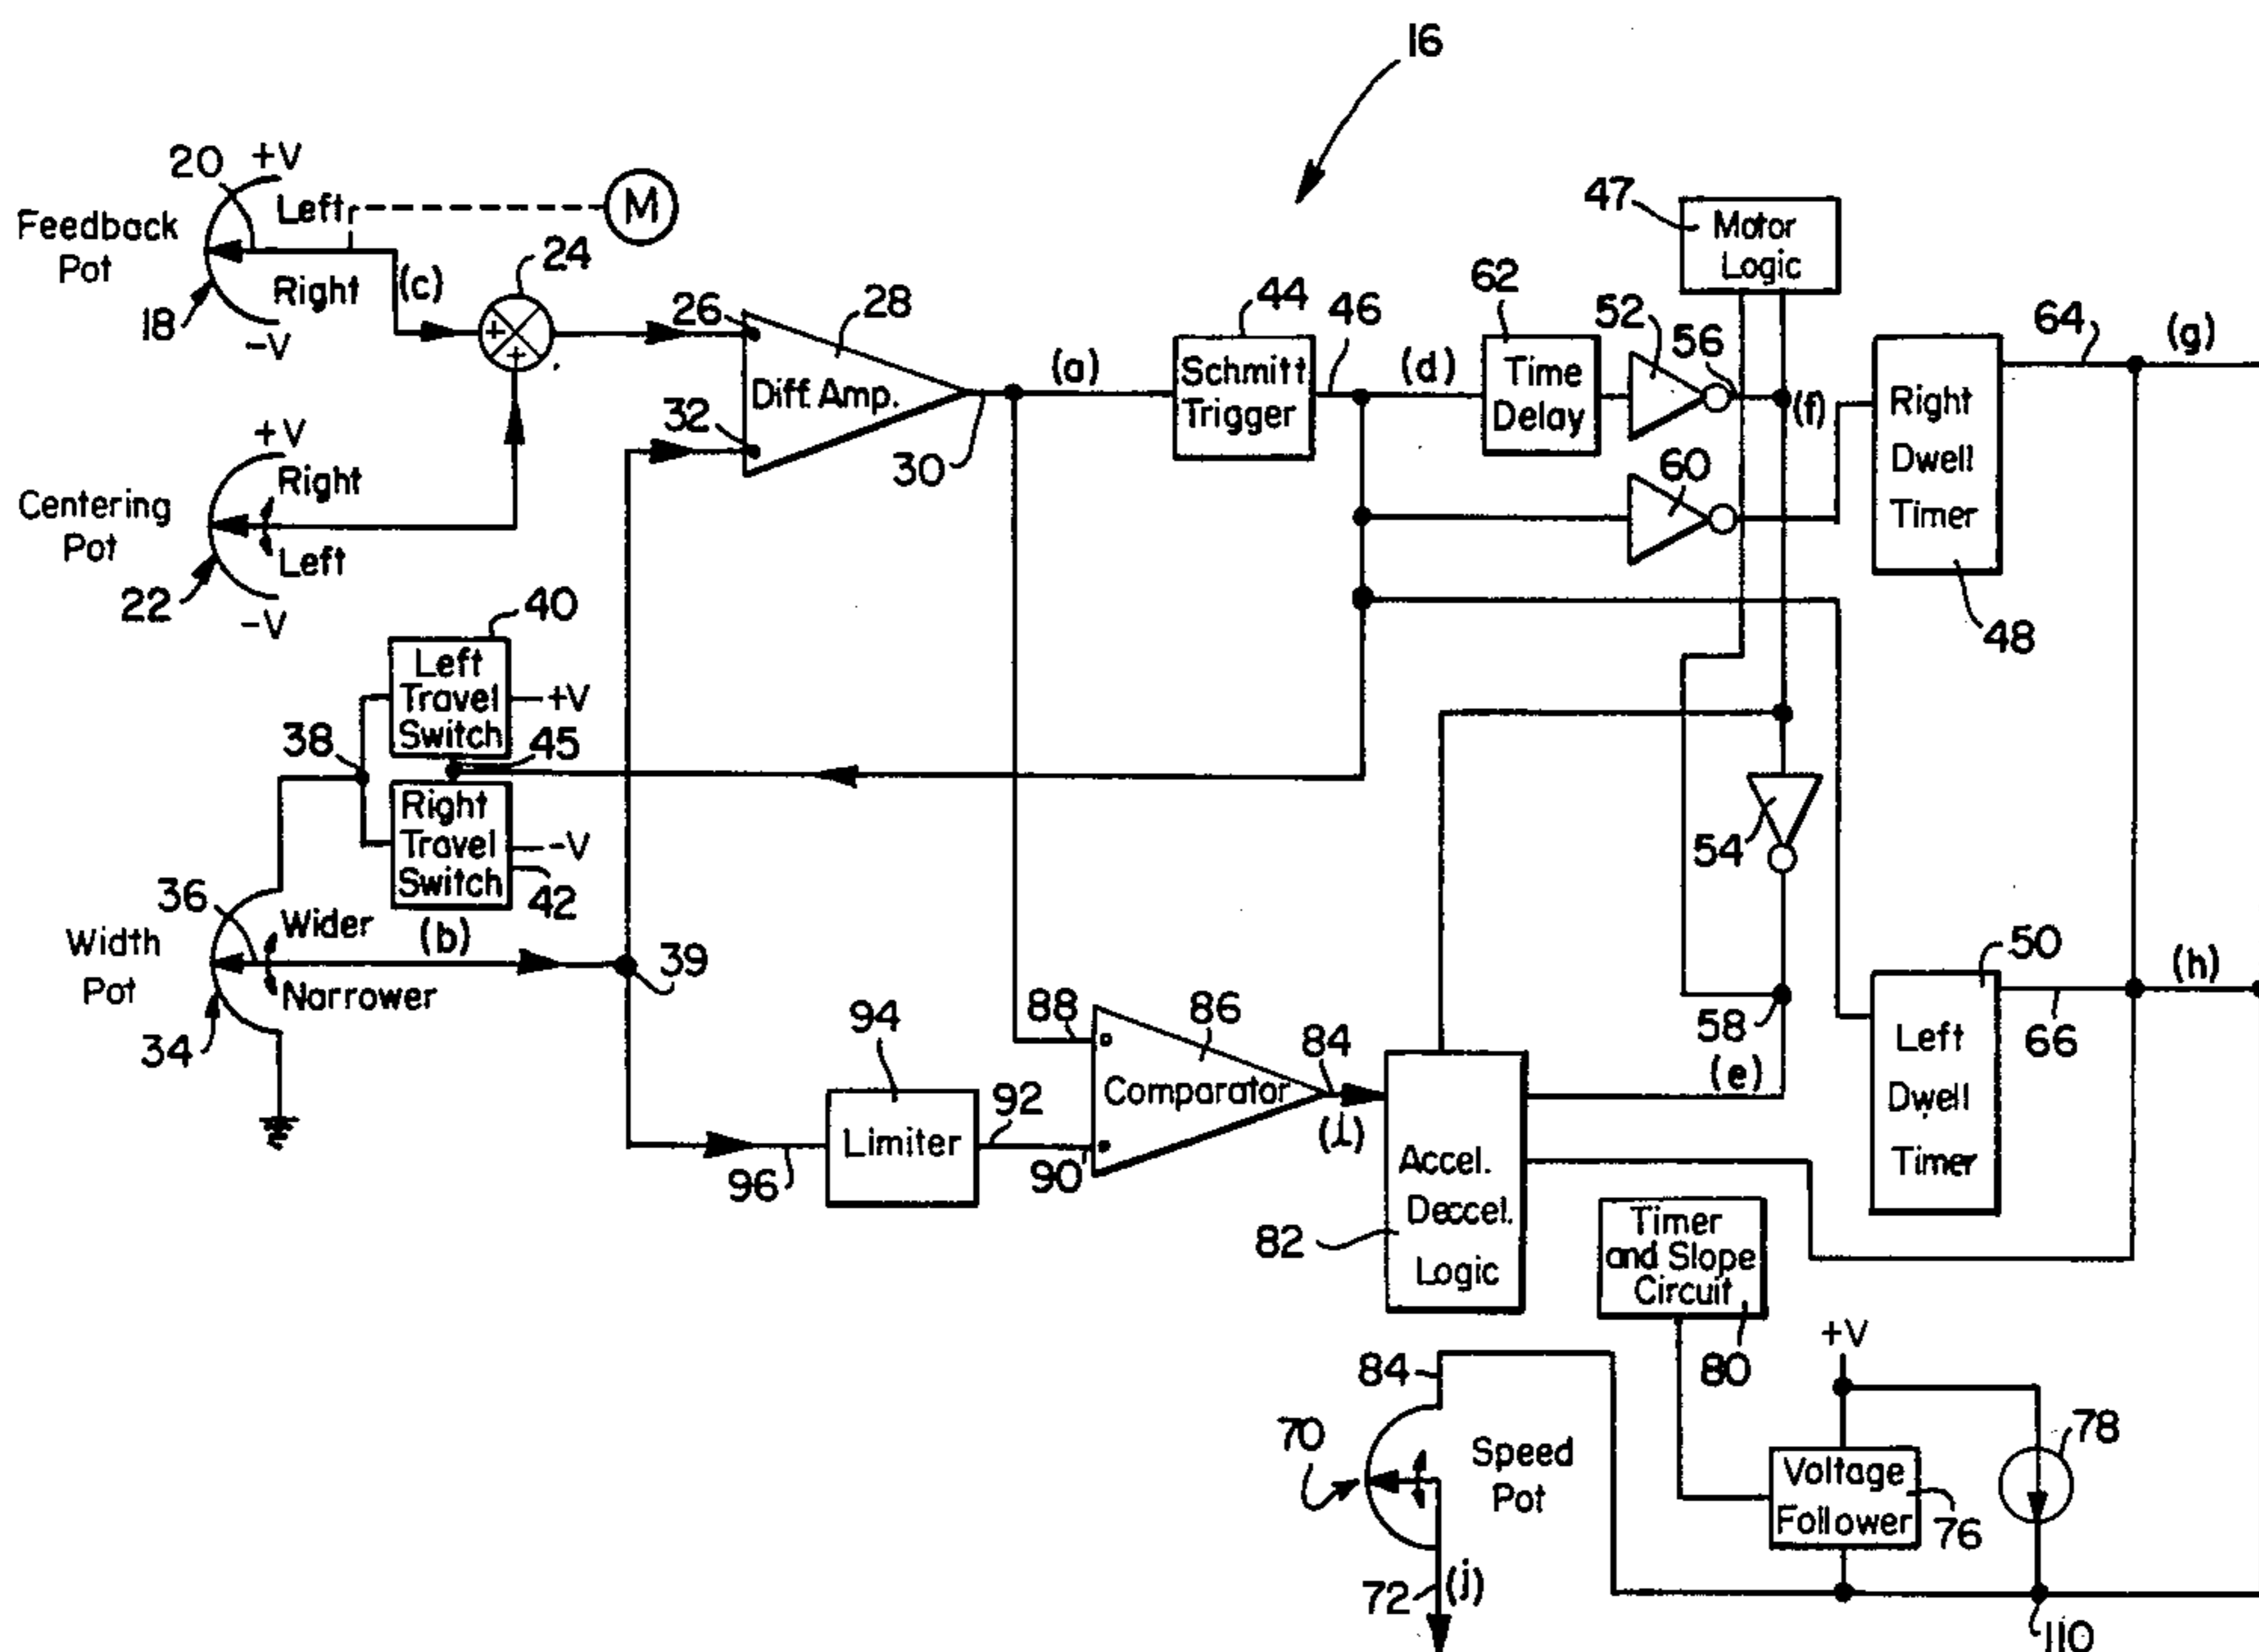 16
20
+V
Left
M
Feedback
Pot
(c)
Right
18
-V
24
26
28
Diff. Amp.
32
30
(a)
44
Schmitt
Trigger
46
(d)
62
Time
Delay
52
56
47
Motor
Logic
(f)
60
Right
Dwell
Timer
48
64
(g)
+V
Right
Centering
Pot
Left
22
-V
40
Left
Travel
Switch
+V
38
45
Right
Travel
Switch
-V
42
36
Wider
(b)
Width
Pot
Narrower
34
39
54
58
(e)
50
Left
Dwell
Timer
66
(h)
94
Limiter
96
92
88
86
Comparator
90
84
(i)
Accel.
Deccel.
Logic
82
Timer
and Slope
Circuit
80
84
70
Speed
Pot
72
(j)
+V
Voltage
Follower
76
78
110